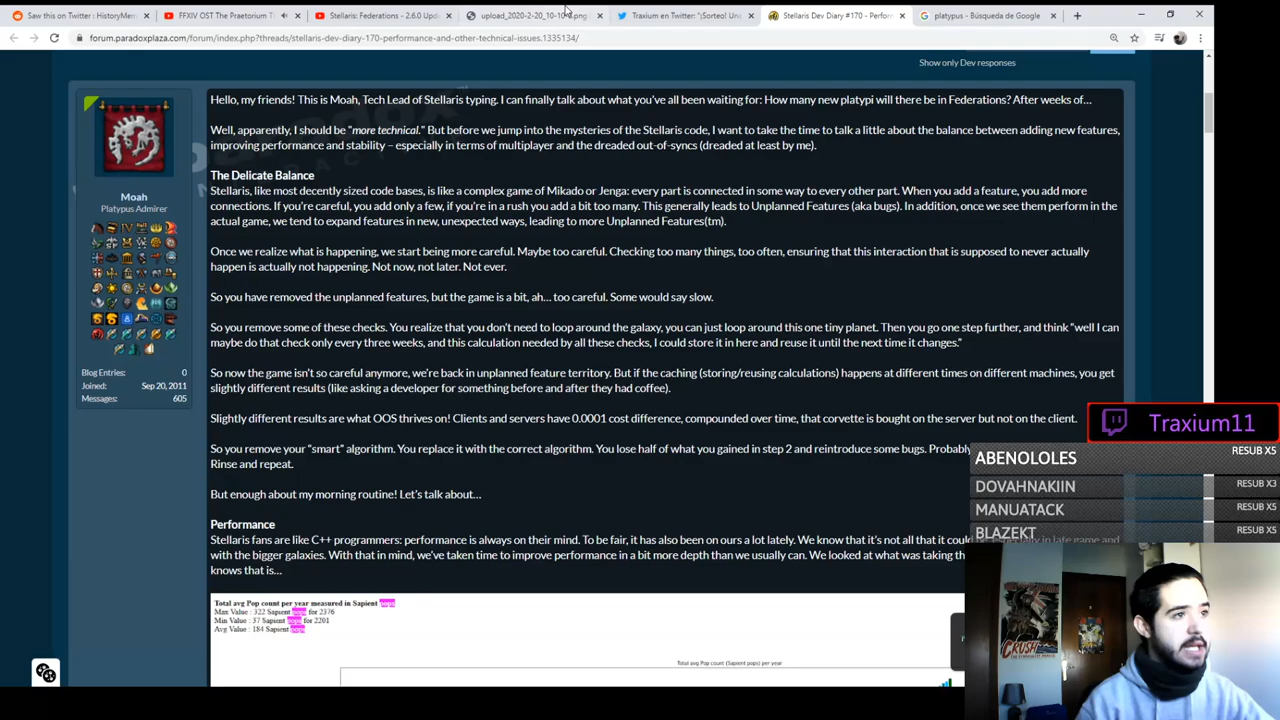 Saved this on Twitter : HistoryMem
FFXIV OST The Praetorium T
Stellaris: Federations - 2.6.0 Upd
upload_2020-2-20_10-10-6.png
Traxium en Twitter: "¡Sorteo! Un
Stellaris Dev Diary #170 - Perfor
platypus - Búsqueda de Google
forum.paradoxplaza.com/forum/index.php?threads/stellaris-dev-diary-170-performance-and-other-technical-issues.1335134/
Show only Dev responses
Hello, my friends! This is Moah, Tech Lead of Stellaris typing. I can finally talk about what you've all been waiting for: How many new platypi will there be in Federations? After weeks of…
Well, apparently, I should be "more technical." But before we jump into the mysteries of the Stellaris code, I want to take the time to talk a little about the balance between adding new features,
improving performance and stability – especially in terms of multiplayer and the dreaded out-of-syncs (dreaded at least by me).
Moah
Platypus Admirer
Blog Entries: 0
Joined: Sep 20, 2011
Messages: 605
The Delicate Balance
Stellaris, like most decently sized code bases, is like a complex game of Mikado or Jenga: every part is connected in some way to every other part. When you add a feature, you add more
connections. If you're careful, you add only a few, if you're in a rush you add a bit too many. This generally leads to Unplanned Features (aka bugs). In addition, once we see them perform in the
actual game, we tend to expand features in new, unexpected ways, leading to more Unplanned Features(tm).
Once we realize what is happening, we start being more careful. Maybe too careful. Checking too many things, too often, ensuring that this interaction that is supposed to never actually
happen is actually not happening. Not now, not later. Not ever.
So you have removed the unplanned features, but the game is a bit, ah… too careful. Some would say slow.
So you remove some of these checks. You realize that you don't need to loop around the galaxy, you can just loop around this one tiny planet. Then you go one step further, and think "well I can
maybe do that check only every three weeks, and this calculation needed by all these checks, I could store it in here and reuse it until the next time it changes."
So now the game isn't so careful anymore, we're back in unplanned feature territory. But if the caching (storing/reusing calculations) happens at different times on different machines, you get
slightly different results (like asking a developer for something before and after they had coffee).
Slightly different results are what OOS thrives on! Clients and servers have 0.0001 cost difference, compounded over time, that corvette is bought on the server but not on the client.
So you remove your "smart" algorithm. You replace it with the correct algorithm. You lose half of what you gained in step 2 and reintroduce some bugs. Probably
Rinse and repeat.
But enough about my morning routine! Let's talk about…
Performance
Stellaris fans are like C++ programmers: performance is always on their mind. To be fair, it has also been on ours a lot lately. We know that it's not all that it could be, especially in late game and
with the bigger galaxies. With that in mind, we've taken time to improve performance in a bit more depth than we usually can. We looked at what was taking th
knows that is…
Total avg Pop count per year measured in Sapient pops
Max Value : 322 Sapient pops for 2376
Min Value : 37 Sapient pops for 2201
Avg Value : 184 Sapient pops
Total avg Pop count (Sapient pops) per year
Traxium11
ABENOLOLES RESUB X5
DOVAHNAKIIN RESUB X3
MANUATACK RESUB X5
BLAZEKT RESUB X5
CRUSH